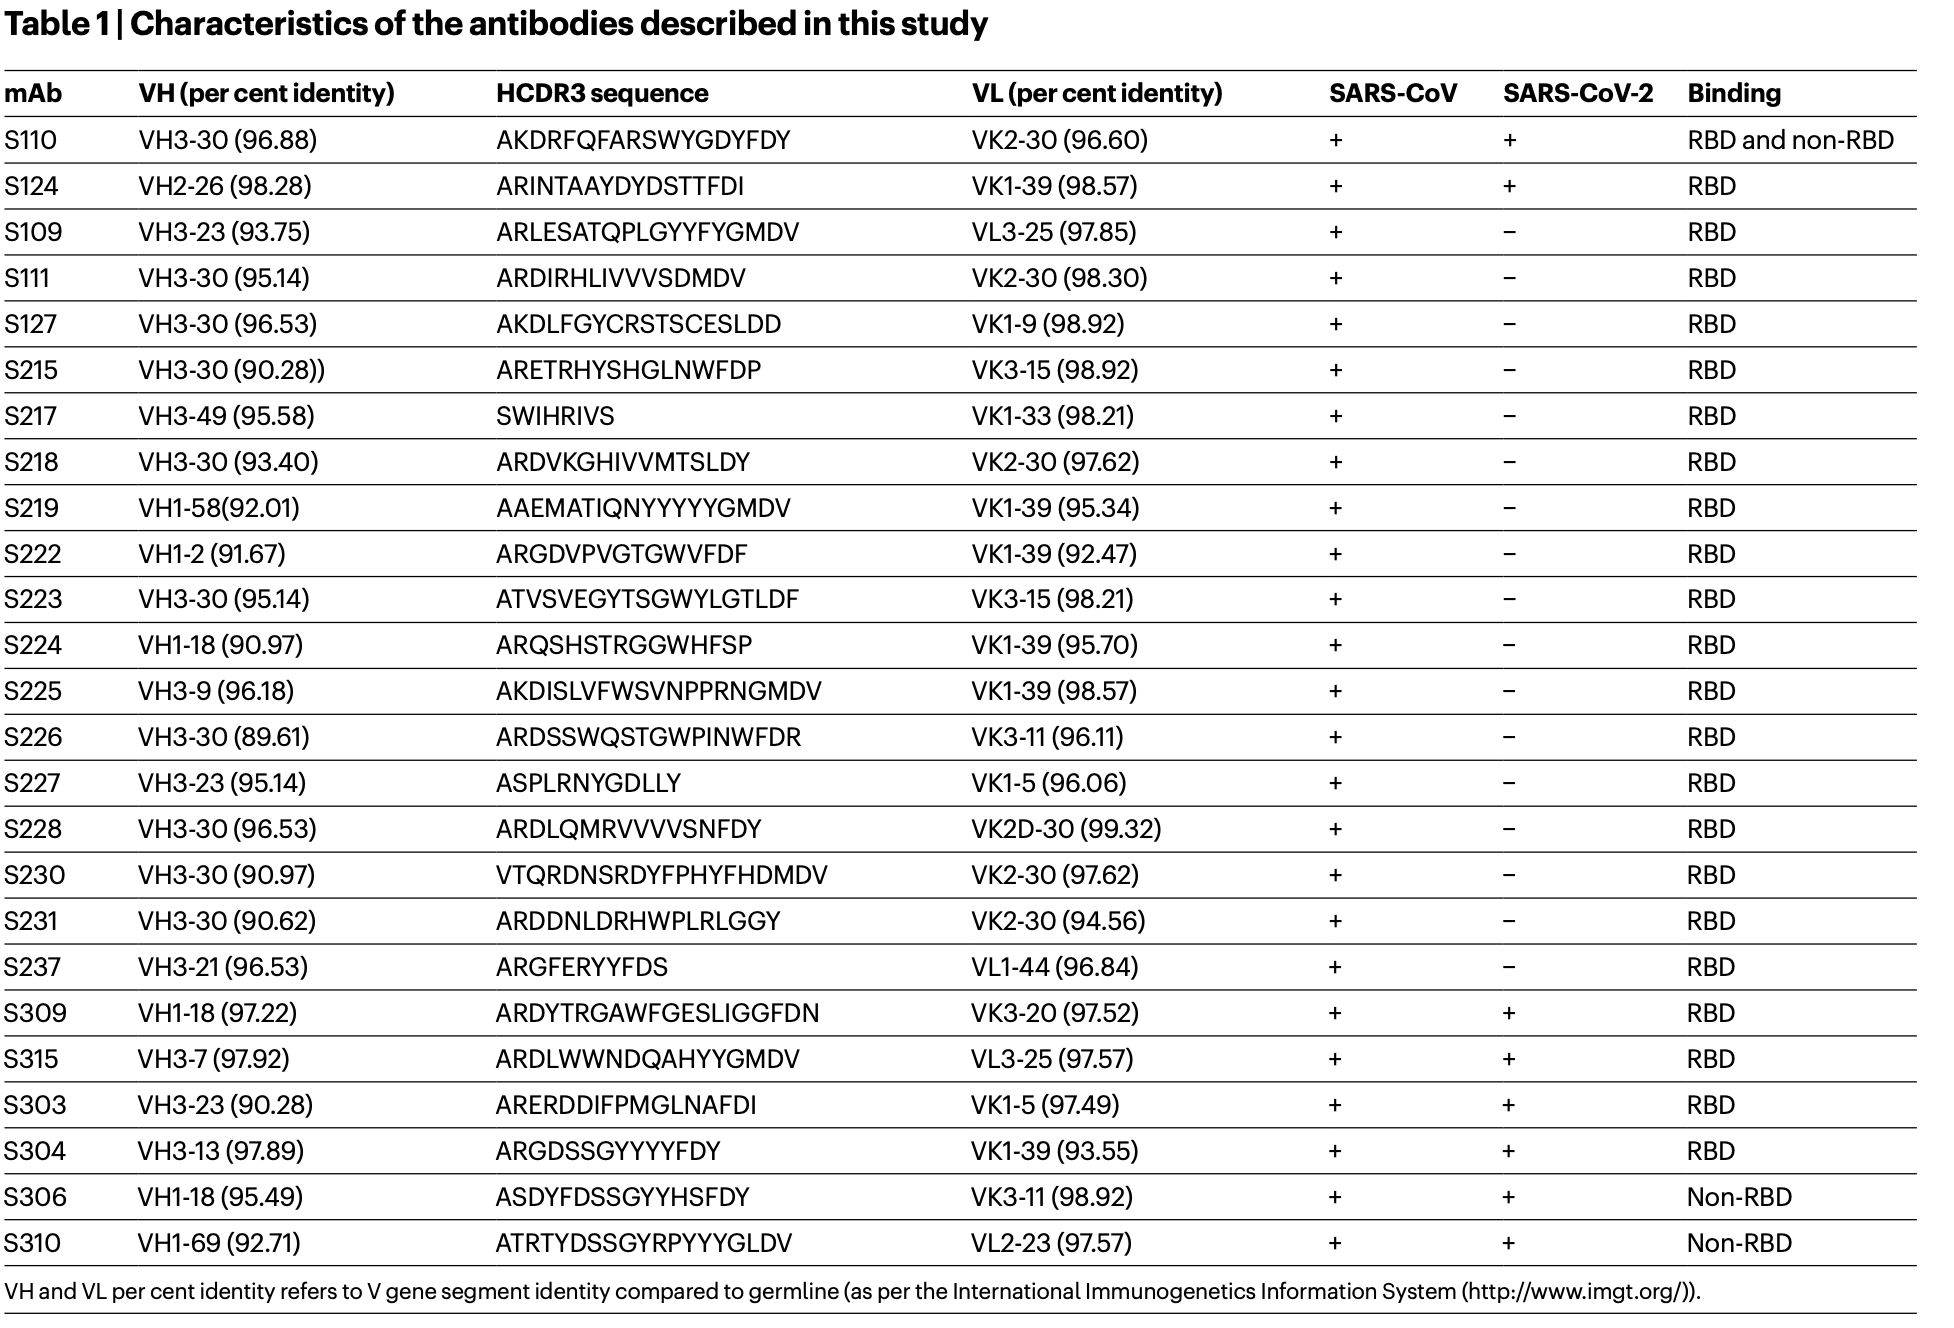 Table 1 | Characteristics of the antibodies described in this study
mAb VH (per cent identity) HCDR3 sequence VL (per cent identity) SARS-CoV SARS-CoV-2 Binding
S110 VH3-30 (96.88) AKDRFQFARSWYGDYFDY VK2-30 (96.60) + + RBD and non-RBD
S124 VH2-26 (98.28) ARINTAAYDYDSTTFDI VK1-39 (98.57) + + RBD
S109 VH3-23 (93.75) ARLESATQPLGYYFYGMDV VL3-25 (97.85) + − RBD
S111 VH3-30 (95.14) ARDIRHLIVVVSDMDV VK2-30 (98.30) + − RBD
S127 VH3-30 (96.53) AKDLFGYCRSTSCESLDD VK1-9 (98.92) + − RBD
S215 VH3-30 (90.28)) ARETRHYSHGLNWFDP VK3-15 (98.92) + − RBD
S217 VH3-49 (95.58) SWIHRIVS VK1-33 (98.21) + − RBD
S218 VH3-30 (93.40) ARDVKGHIVVMTSLDY VK2-30 (97.62) + − RBD
S219 VH1-58(92.01) AAEMATIQNYYYYYGMDV VK1-39 (95.34) + − RBD
S222 VH1-2 (91.67) ARGDVPVGTGWVFDF VK1-39 (92.47) + − RBD
S223 VH3-30 (95.14) ATVSVEGYTSGWYLGTLDF VK3-15 (98.21) + − RBD
S224 VH1-18 (90.97) ARQSHSTRGGWHFSP VK1-39 (95.70) + − RBD
S225 VH3-9 (96.18) AKDISLVFWSVNPPRNGMDV VK1-39 (98.57) + − RBD
S226 VH3-30 (89.61) ARDSSWQSTGWPINWFDR VK3-11 (96.11) + − RBD
S227 VH3-23 (95.14) ASPLRNYGDLLY VK1-5 (96.06) + − RBD
S228 VH3-30 (96.53) ARDLQMRVVVVSNFDY VK2D-30 (99.32) + − RBD
S230 VH3-30 (90.97) VTQRDNSRDYFPHYFHDMDV VK2-30 (97.62) + − RBD
S231 VH3-30 (90.62) ARDDNLDRHWPLRLGGY VK2-30 (94.56) + − RBD
S237 VH3-21 (96.53) ARGFERYYFDS VL1-44 (96.84) + − RBD
S309 VH1-18 (97.22) ARDYTRGAWFGESLIGGFDN VK3-20 (97.52) + + RBD
S315 VH3-7 (97.92) ARDLWWNDQAHYYGMDV VL3-25 (97.57) + + RBD
S303 VH3-23 (90.28) ARERDDIFPMGLNAFDI VK1-5 (97.49) + + RBD
S304 VH3-13 (97.89) ARGDSSGYYYYFDY VK1-39 (93.55) + + RBD
S306 VH1-18 (95.49) ASDYFDSSGYYHSFDY VK3-11 (98.92) + + Non-RBD
S310 VH1-69 (92.71) ATRTYDSSGYRPYYYGLDV VL2-23 (97.57) + + Non-RBD
VH and VL per cent identity refers to V gene segment identity compared to germline (as per the International Immunogenetics Information System (http://www.imgt.org/)).